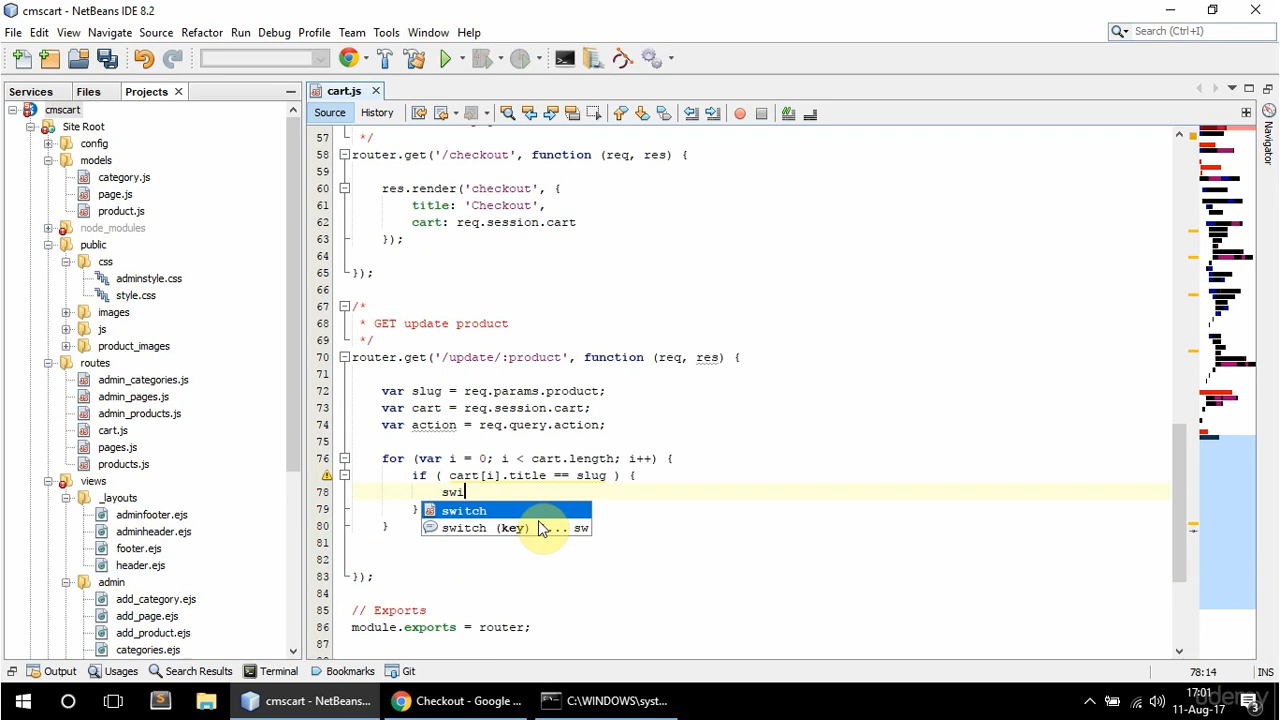 cmscart - NetBeans IDE 8.2
File Edit View Navigate Source Refactor Run Debug Profile Team Tools Window Help
Search (Ctrl+I)
Services Files Projects
cart.js
Source History
Navigator
cmscart
Site Root
config
models
category.js
page.js
product.js
node_modules
public
css
adminstyle.css
style.css
images
js
product_images
routes
admin_categories.js
admin_pages.js
admin_products.js
cart.js
pages.js
products.js
views
_layouts
adminfooter.ejs
adminheader.ejs
footer.ejs
header.ejs
admin
add_category.ejs
add_page.ejs
add_product.ejs
categories.ejs
57 */
58 router.get('/checkout', function (req, res) {
59
60 res.render('checkout', {
61 title: 'Checkout',
62 cart: req.session.cart
63 });
64
65 });
66
67 /*
68 * GET update product
69 */
70 router.get('/update/:product', function (req, res) {
71
72 var slug = req.params.product;
73 var cart = req.session.cart;
74 var action = req.query.action;
75
76 for (var i = 0; i < cart.length; i++) {
if ( cart[i].title == slug ) {
78 swi
79 }
switch
80 }
switch (key) ... sw
81
82
83 });
84
85 // Exports
86 module.exports = router;
87
Output Usages Search Results Terminal Bookmarks Git
78:14 INS
cmscart - NetBeans... Checkout - Google ... C:\WINDOWS\syst...
17:01
11-Aug-17
3
udemy